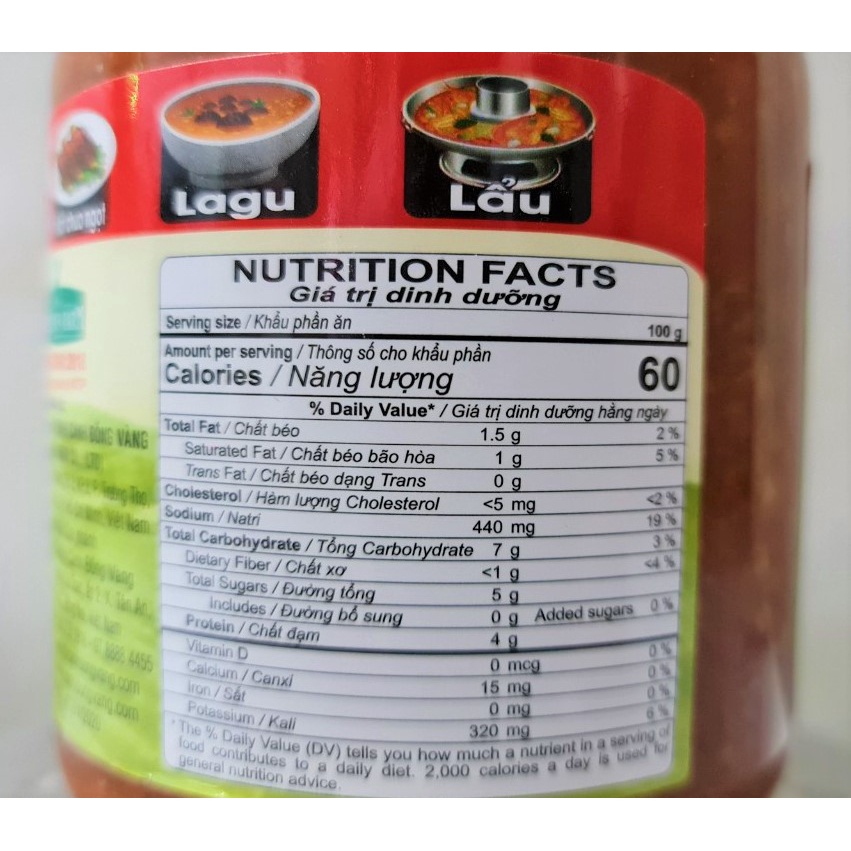 Lagu
Lẩu
NUTRITION FACTS
Giá trị dinh dưỡng
Serving size / Khẩu phần ăn 100 g
Amount per serving / Thông số cho khẩu phần
Calories / Năng lượng 60
% Daily Value* / Giá trị dinh dưỡng hằng ngày
Total Fat / Chất béo 1.5 g 2 %
Saturated Fat / Chất béo bão hòa 1 g 5 %
Trans Fat / Chất béo dạng Trans 0 g
Cholesterol / Hàm lượng Cholesterol <5 mg <2 %
Sodium / Natri 440 mg 19 %
Total Carbohydrate / Tổng Carbohydrate 7 g 3 %
Dietary Fiber / Chất xơ <1 g <4 %
Total Sugars / Đường tổng 5 g
Includes / Đường bổ sung 0 g Added sugars 0 %
Protein / Chất đạm 4 g
Vitamin D 0 mcg 0 %
Calcium / Canxi 15 mg 0 %
Iron / Sắt 0 mg 0 %
Potassium / Kali 320 mg 6 %
*The % Daily Value (DV) tells you how much a nutrient in a serving of
food contributes to a daily diet. 2,000 calories a day is used for
general nutrition advice.
ĐỒNG VÀNG
Việt Nam